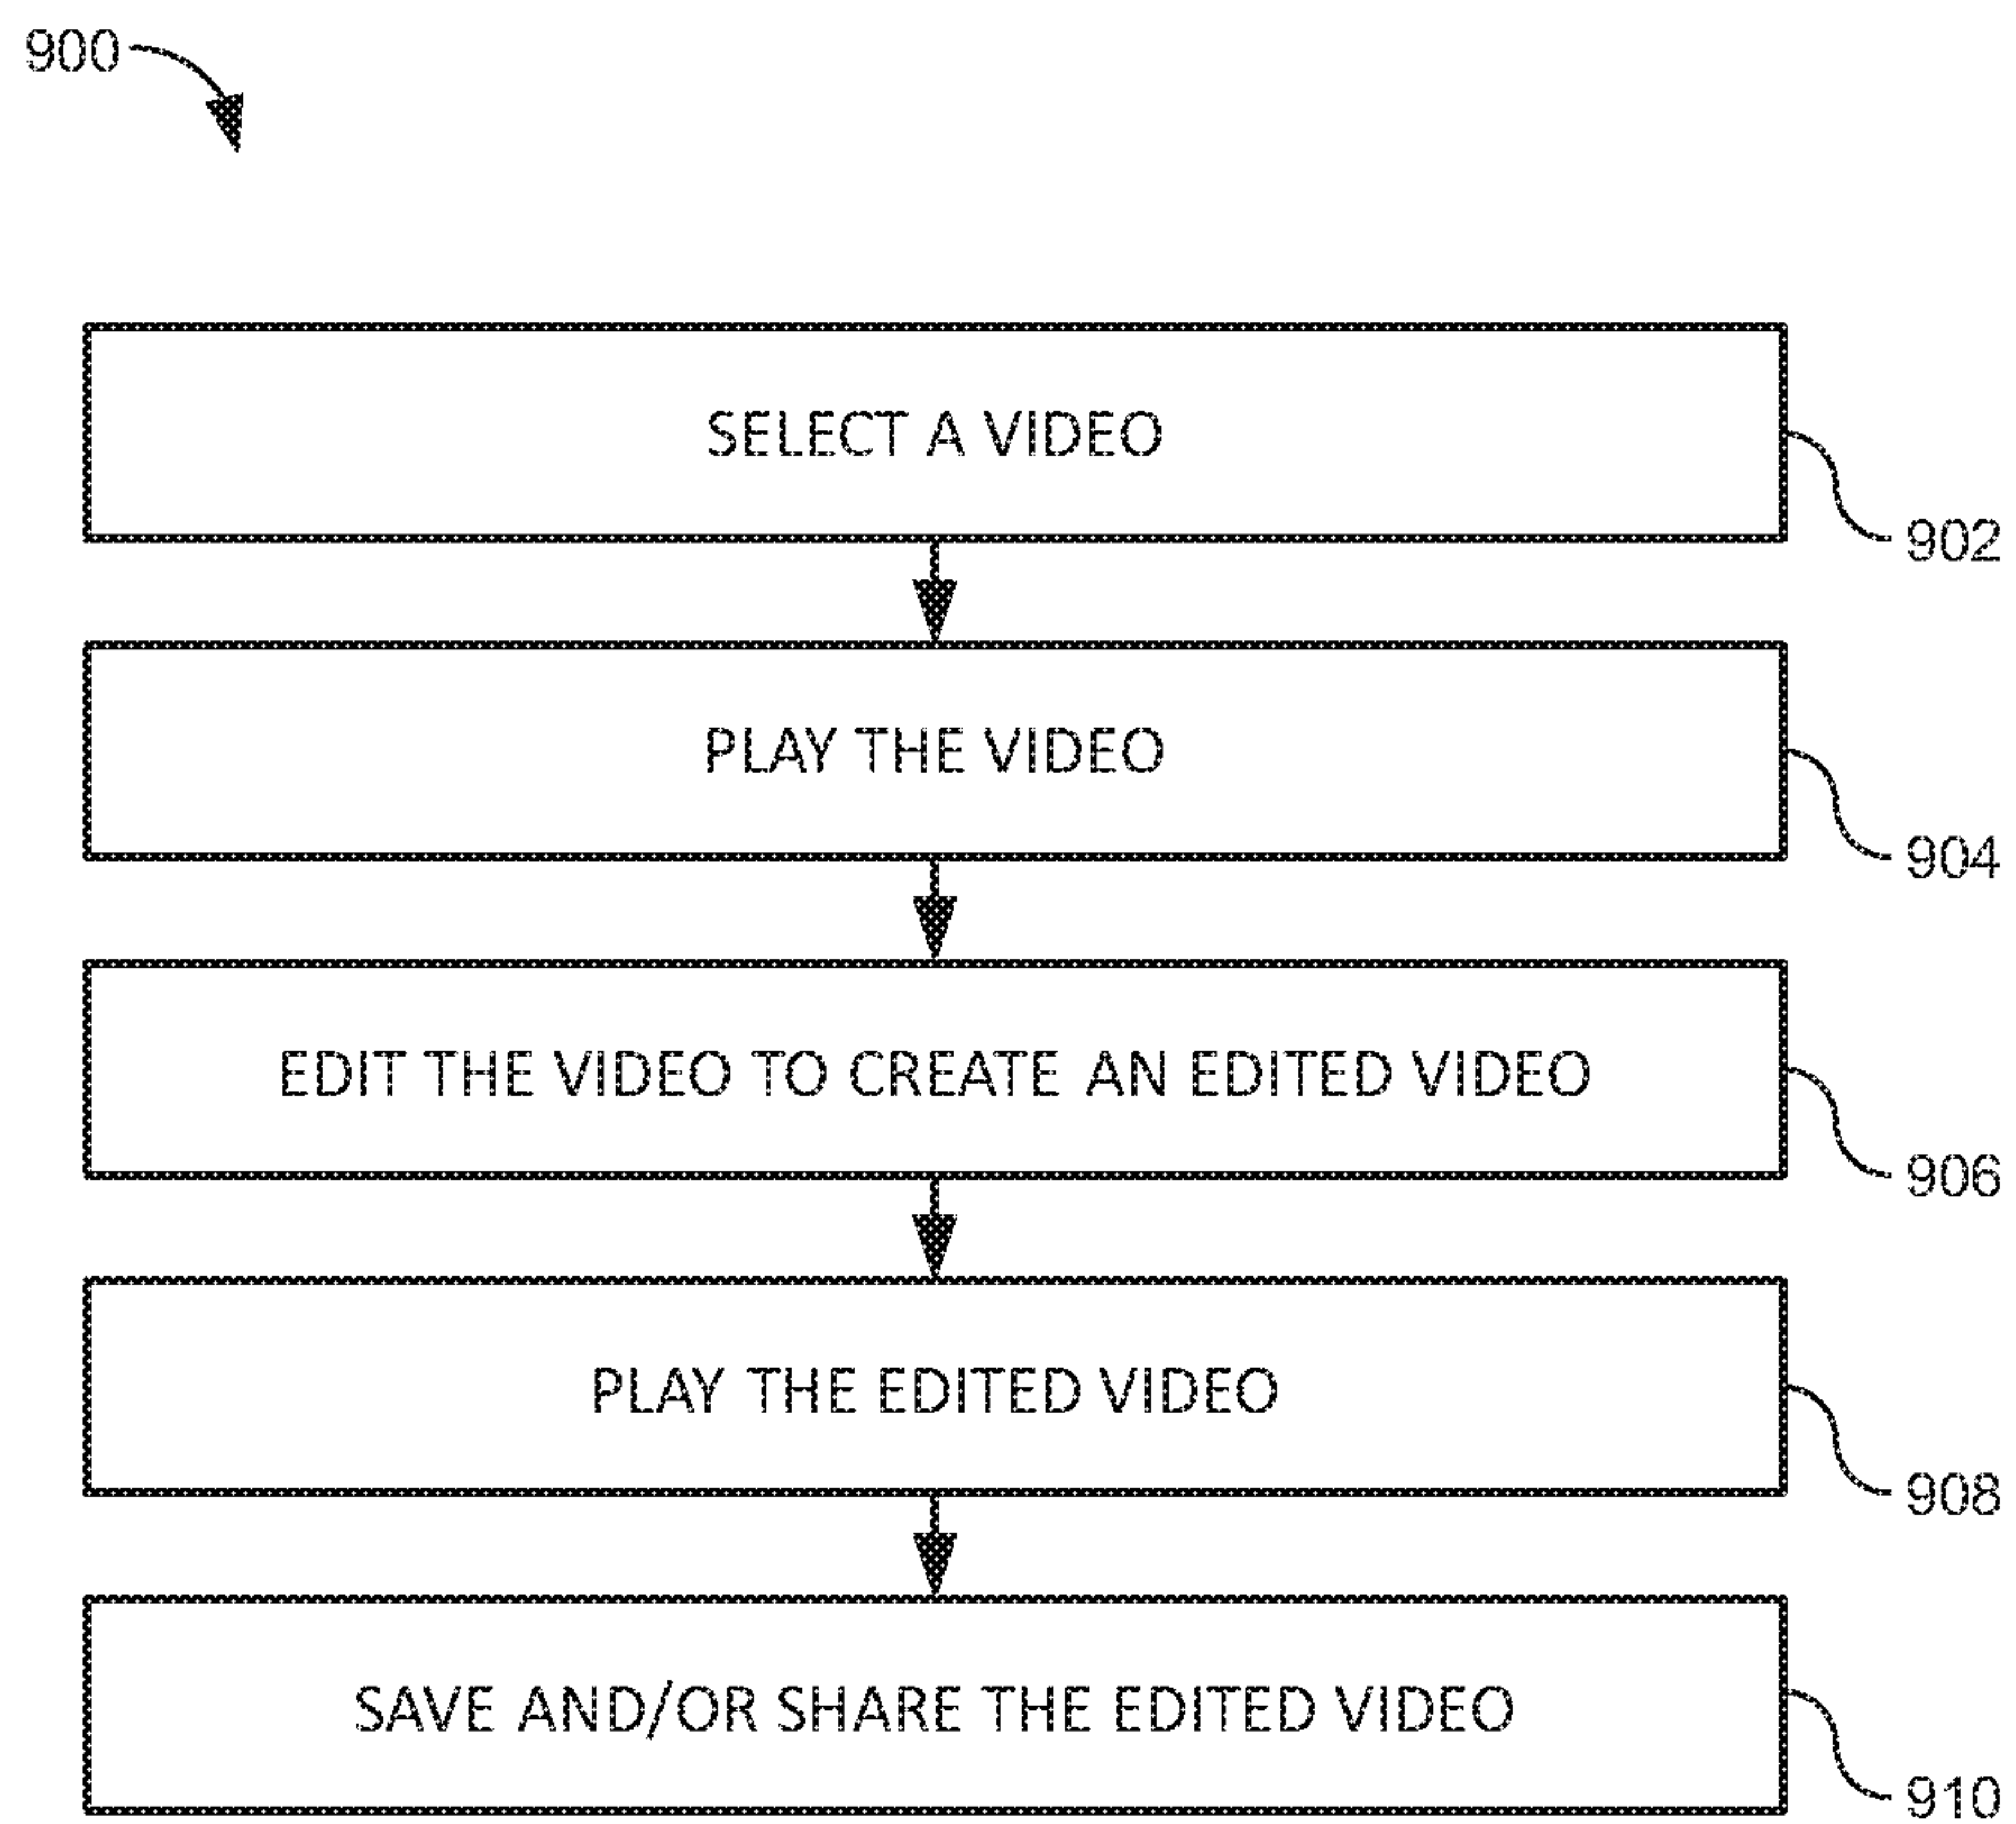 900
SELECT A VIDEO
902
PLAY THE VIDEO
904
EDIT THE VIDEO TO CREATE AN EDITED VIDEO
906
PLAY THE EDITED VIDEO
908
SAVE AND/OR SHARE THE EDITED VIDEO
910